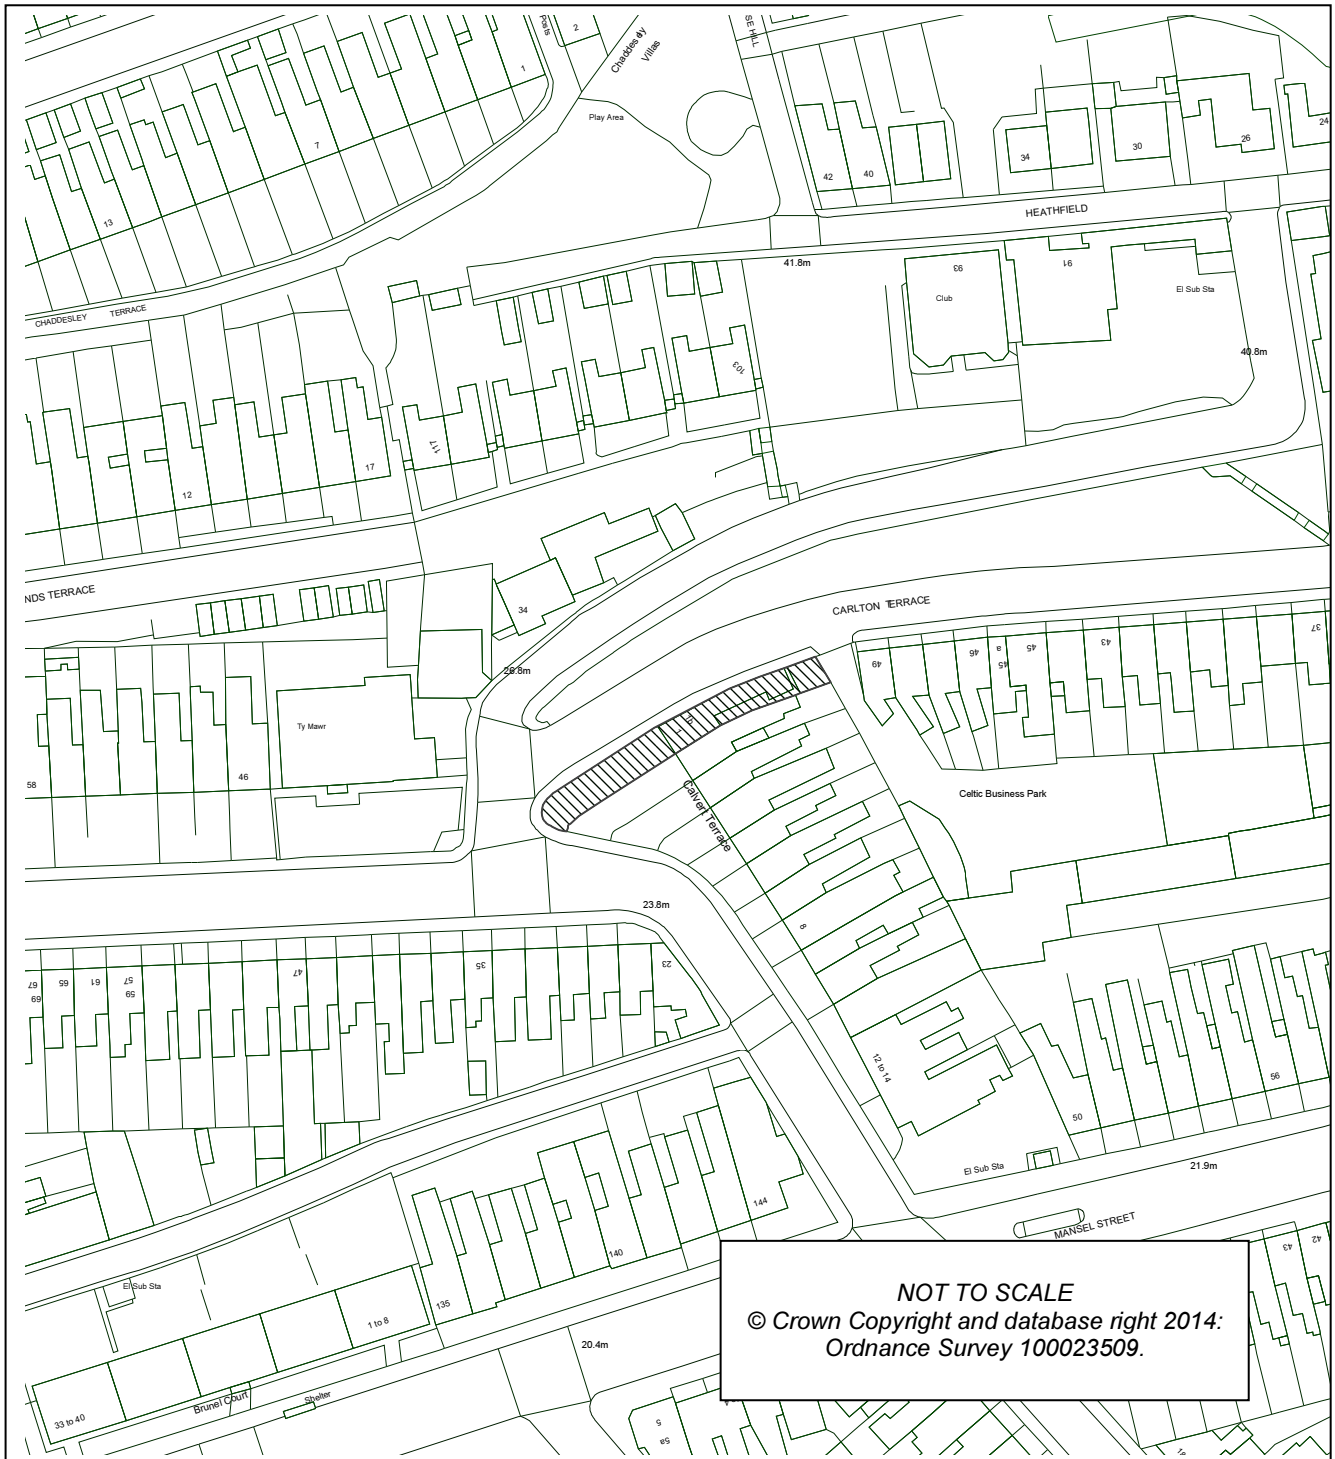 Posts
2
Chaddesley
Villas
SE HILL
1
Play Area
7
13
42
40
34
30
26
24
HEATHFIELD
41.8m
93
Club
91
El Sub Sta
CHADDESLEY TERRACE
40.8m
103
117
17
12
NDS TERRACE
34
CARLTON TERRACE
26.8m
49
46
45
a
45
43
37
Ty Mawr
58
46
Calvert Terrace
Celtic Business Park
23.8m
8
67
69
65
61
57
59
47
35
23
12 to 14
50
56
El Sub Sta
21.9m
MANSEL STREET
144
140
135
El Sub Sta
1 to 8
20.4m
Brunel Court
Shelter
33 to 40
43
42
5
5a
NOT TO SCALE
© Crown Copyright and database right 2014:
Ordnance Survey 100023509.